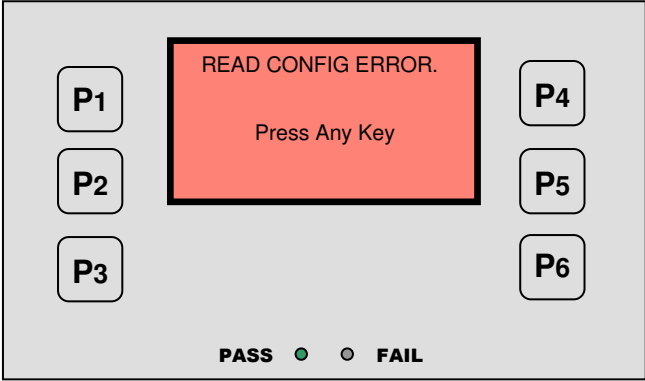 READ CONFIG ERROR.
Press Any Key
P1
P2
P3
P4
P5
P6
PASS FAIL